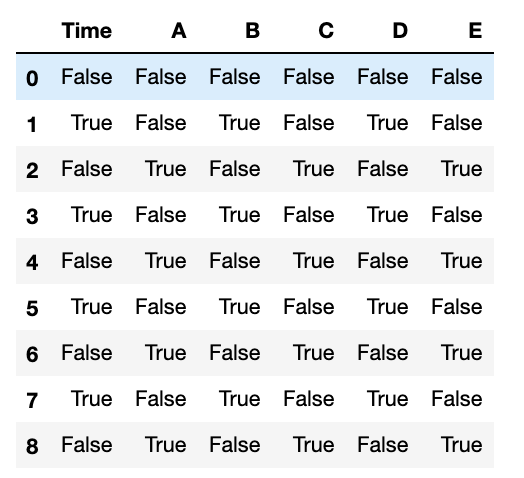 Time A B C D E
0 False False False False False False
1 True False True False True False
2 False True False True False True
3 True False True False True False
4 False True False True False True
5 True False True False True False
6 False True False True False True
7 True False True False True False
8 False True False True False True